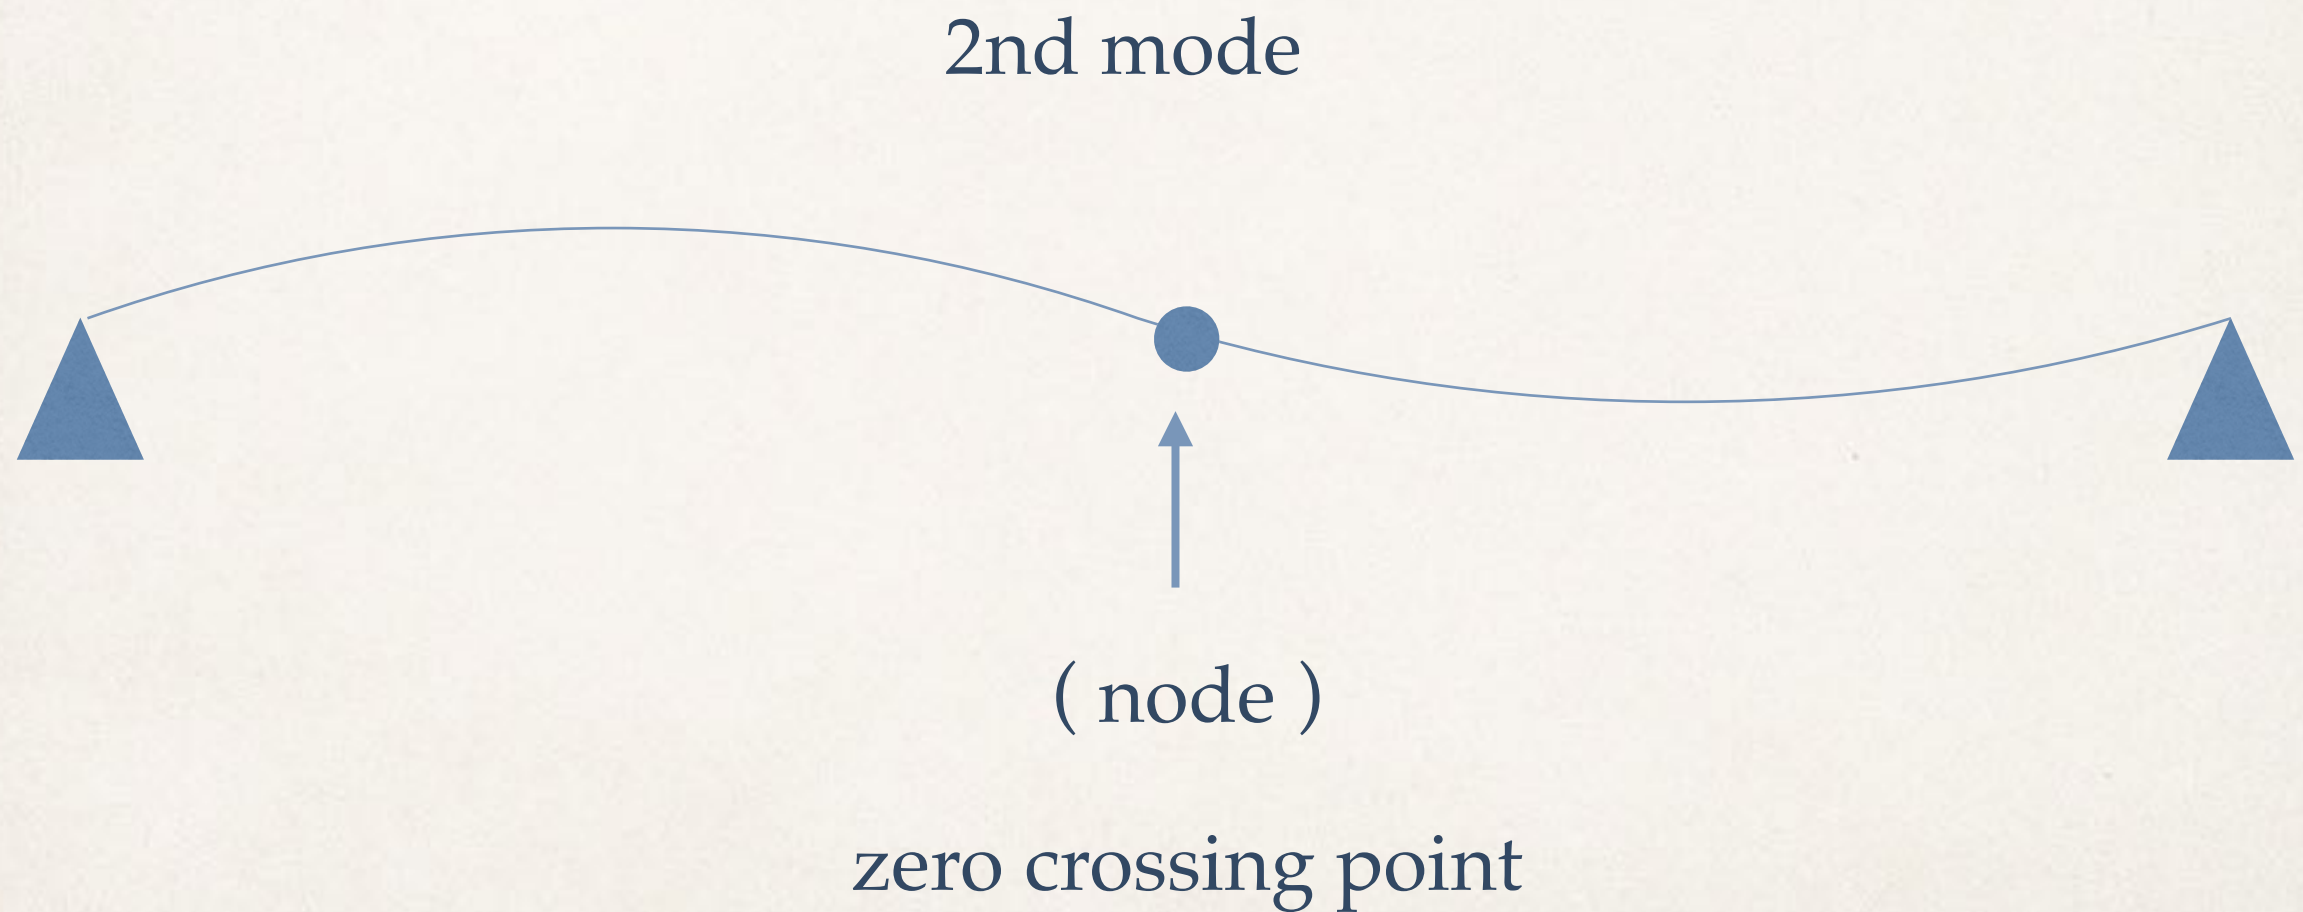 2nd mode
( node )
zero crossing point